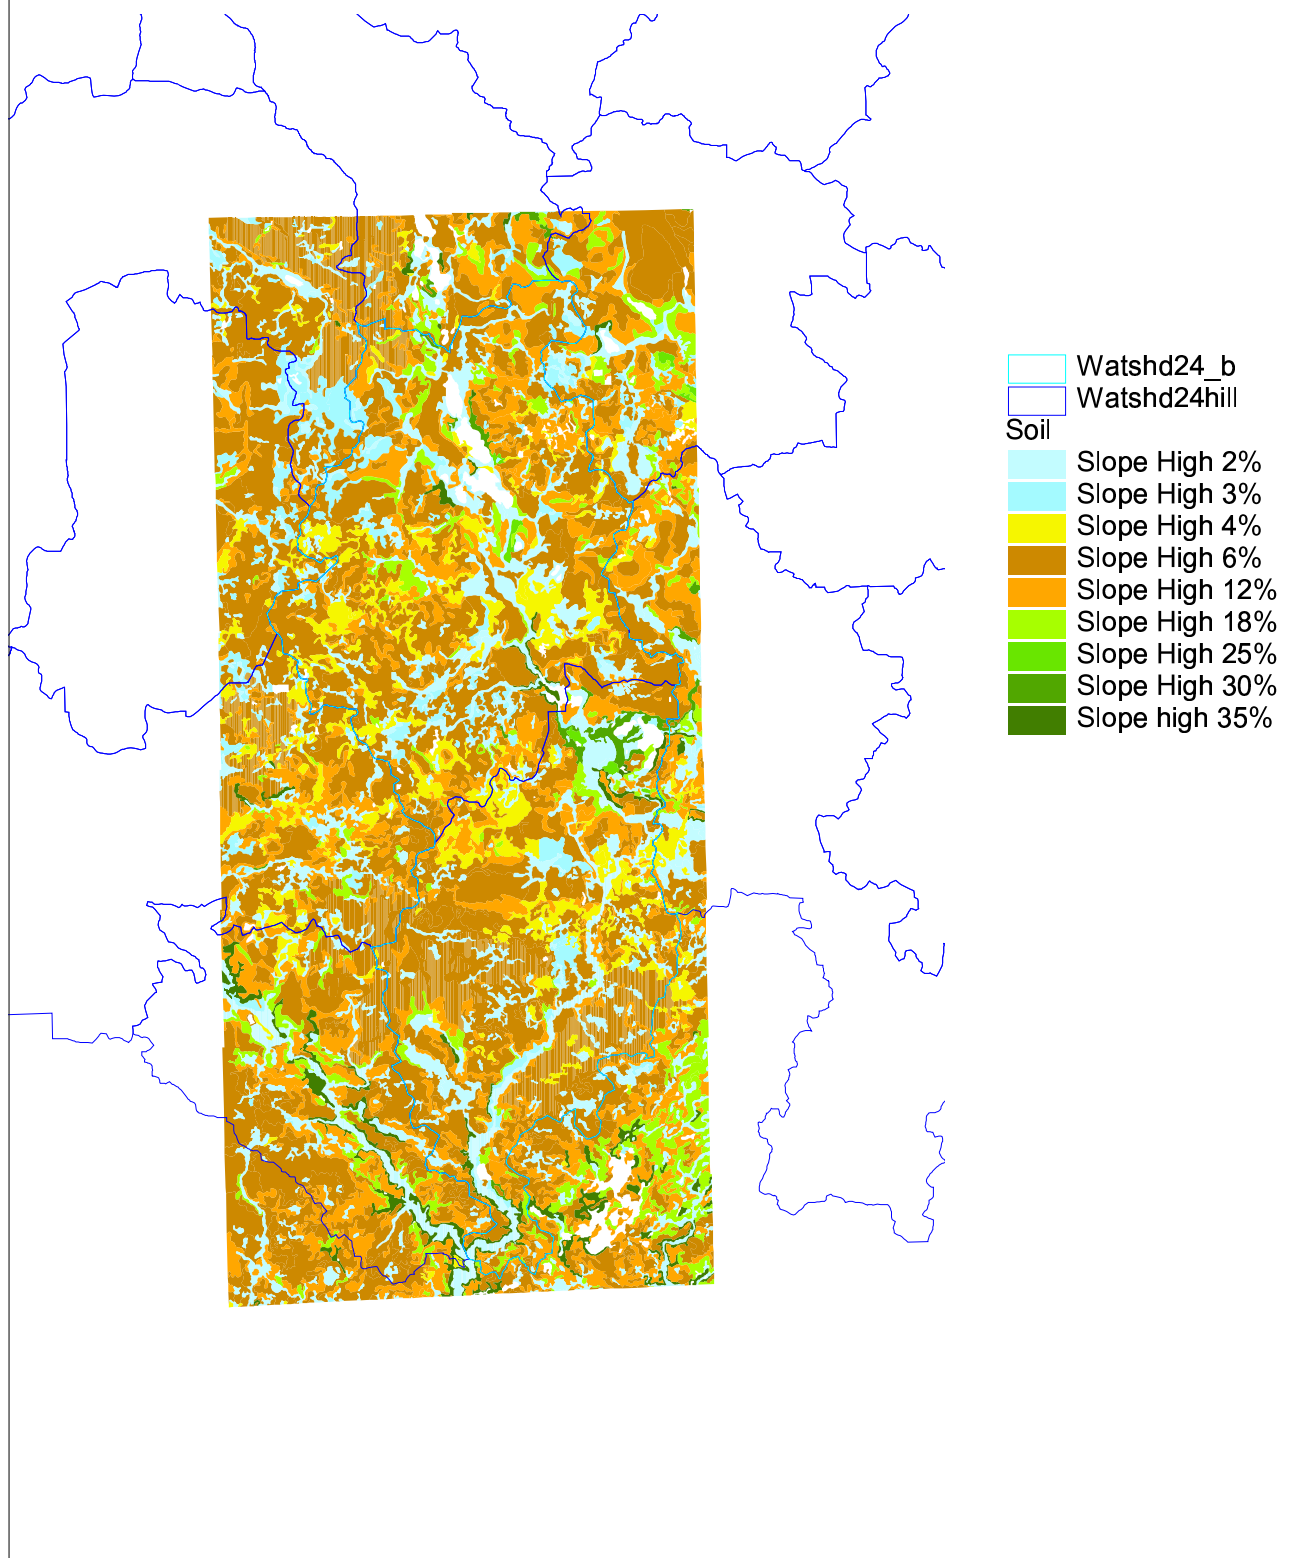 Watshd24_b
Watshd24hill
Soil
Slope High 2%
Slope High 3%
Slope High 4%
Slope High 6%
Slope High 12%
Slope High 18%
Slope High 25%
Slope High 30%
Slope high 35%